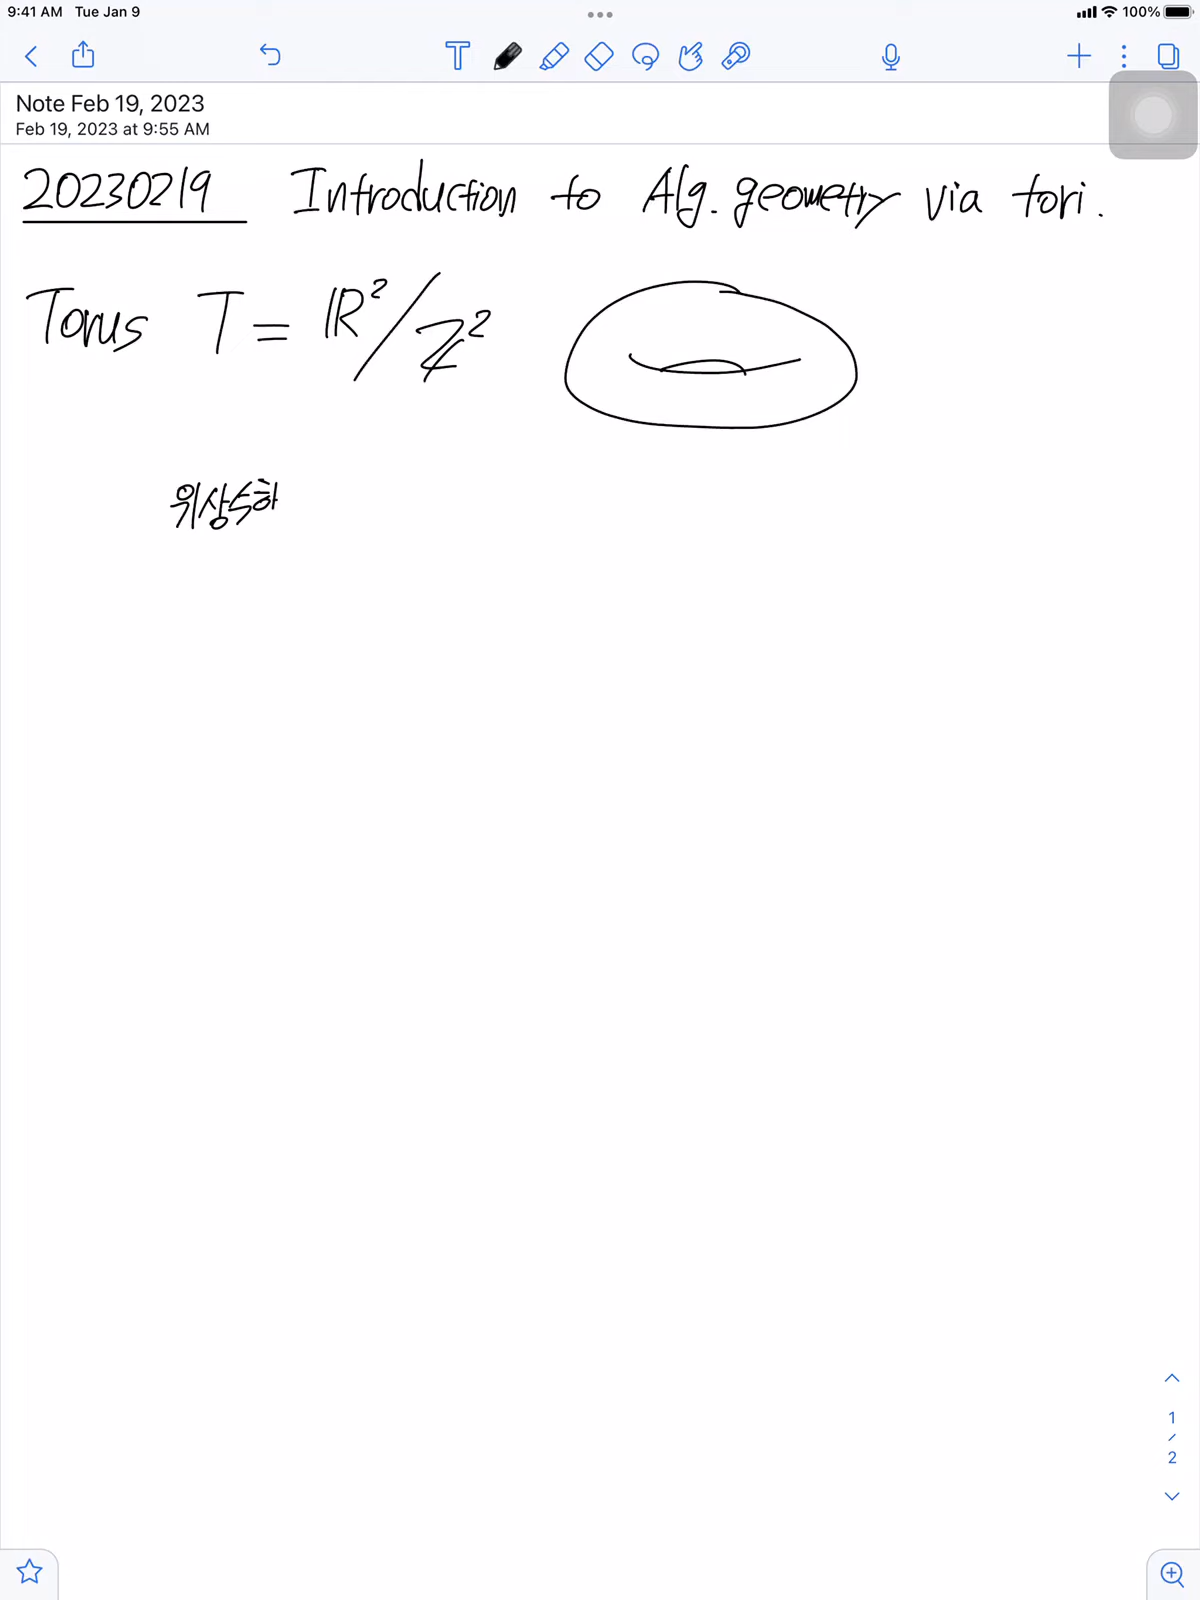 9:41 AM Tue Jan 9
100%
Note Feb 19, 2023
Feb 19, 2023 at 9:55 AM
20230219 Introduction to Alg. geometry via tori.
Torus T = ℝ²/ℤ²
위상수하
1
/
2